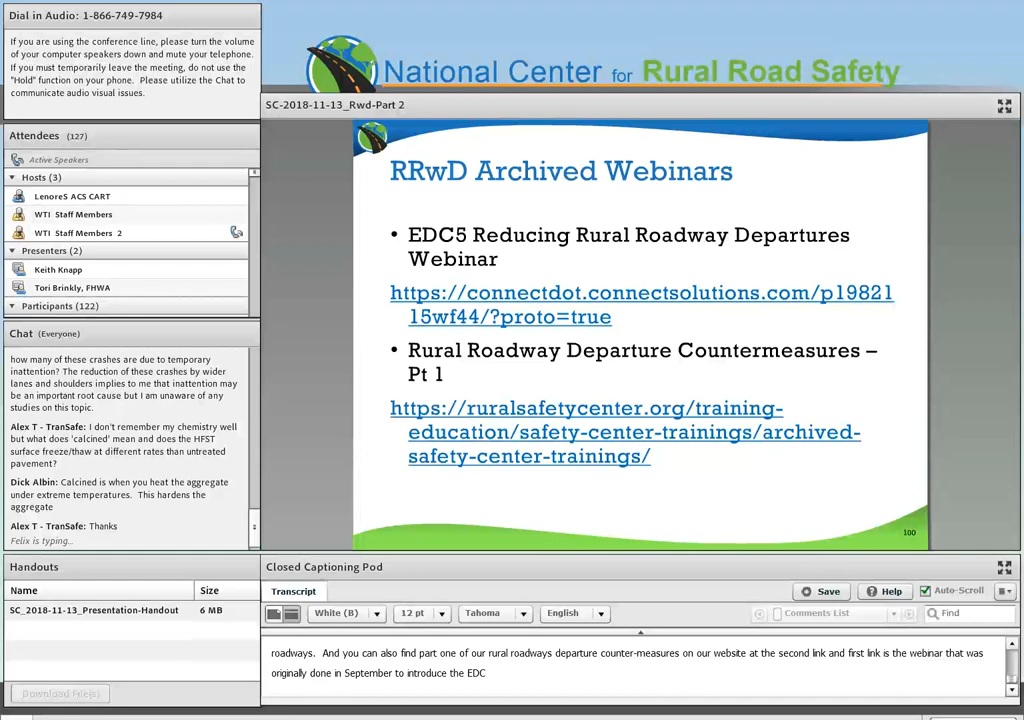 Dial in Audio: 1-866-749-7984
If you are using the conference line, please turn the volume
of your computer speakers down and mute your telephone.
If you must temporarily leave the meeting, do not use the
"Hold" function on your phone.  Please utilize the Chat to
communicate audio visual issues.
National Center for Rural Road Safety
SC-2018-11-13_Rwd-Part 2
Attendees (127)
Active Speakers
Hosts (3)
LenoreS ACS CART
WTI Staff Members
WTI Staff Members 2
Presenters (2)
Keith Knapp
Tori Brinkly, FHWA
Participants (122)
RRwD Archived Webinars
• EDC5 Reducing Rural Roadway Departures
Webinar
https://connectdot.connectsolutions.com/p19821
15wf44/?proto=true
• Rural Roadway Departure Countermeasures –
Pt 1
https://ruralsafetycenter.org/training-
education/safety-center-trainings/archived-
safety-center-trainings/
100
Chat (Everyone)
how many of these crashes are due to temporary
inattention? The reduction of these crashes by wider
lanes and shoulders implies to me that inattention may
be an important root cause but I am unaware of any
studies on this topic.
Alex T - TranSafe: I don't remember my chemistry well
but what does 'calcined' mean and does the HFST
surface freeze/thaw at different rates than untreated
pavement?
Dick Albin: Calcined is when you heat the aggregate
under extreme temperatures.  This hardens the
aggregate
Alex T - TranSafe: Thanks
Felix is typing...
Handouts
Name Size
SC_2018-11-13_Presentation-Handout 6 MB
Download File(s)
Closed Captioning Pod
Transcript
Save Help Auto-Scroll
White (B) 12 pt Tahoma English Comments List Find
roadways.  And you can also find part one of our rural roadways departure counter-measures on our website at the second link and first link is the webinar that was
originally done in September to introduce the EDC